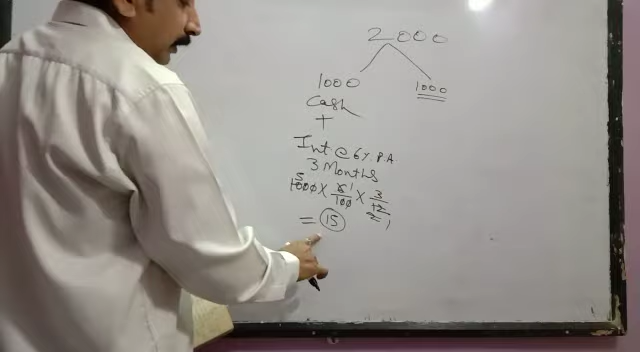 2000
1000 1000
Cash
+
Int @ 6 %. P.A
3 Months
1000 × 6/100 × 3/12
= 15